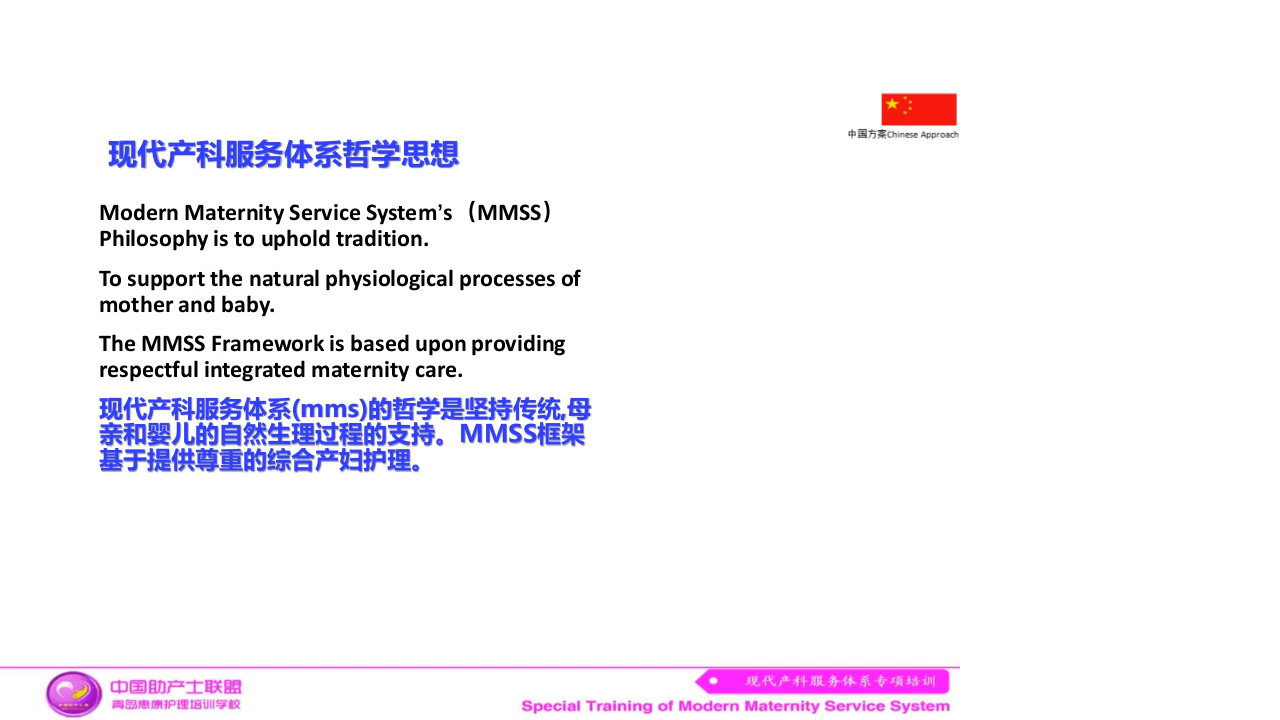 中国方案Chinese Approach
现代产科服务体系哲学思想
Modern Maternity Service System’s（MMSS）
Philosophy is to uphold tradition.
To support the natural physiological processes of
mother and baby.
The MMSS Framework is based upon providing
respectful integrated maternity care.
现代产科服务体系(mms)的哲学是坚持传统,母
亲和婴儿的自然生理过程的支持。MMSS框架
基于提供尊重的综合产妇护理。
中国助产士联盟
青岛惠康护理培训学校
现代产科服务体系专项培训
Special Training of Modern Maternity Service System